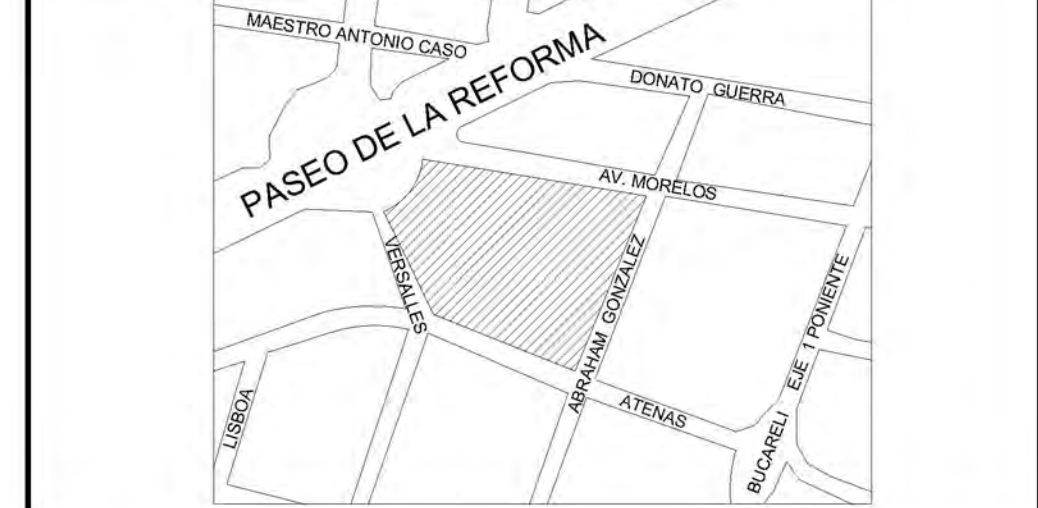 MAESTRO ANTONIO CASO
PASEO DE LA REFORMA
DONATO GUERRA
AV. MORELOS
VERSALLES
ABRAHAM GONZALEZ
EJE 1 PONIENTE
LISBOA
ATENAS
BUCARELI